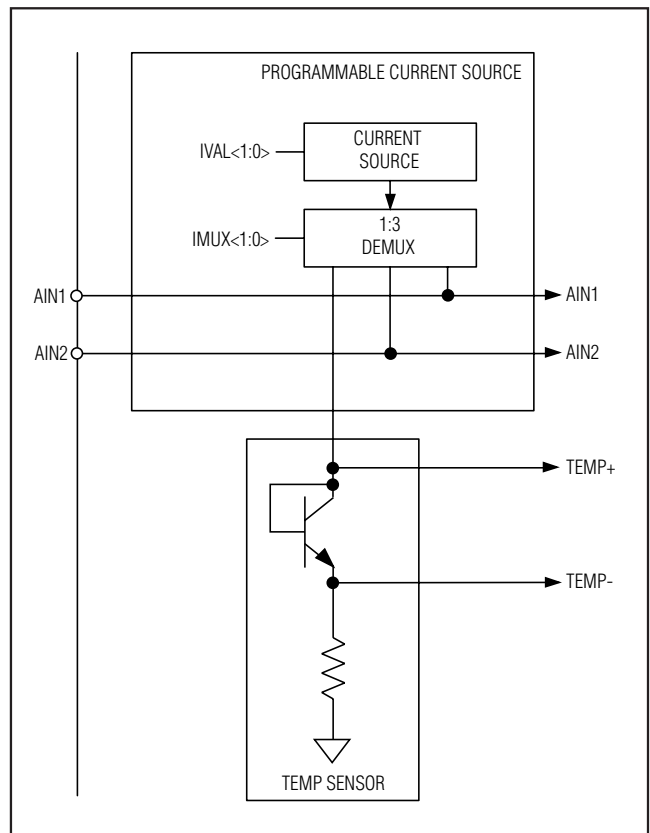 PROGRAMMABLE CURRENT SOURCE
CURRENT
SOURCE
IVAL<1:0>
1:3
DEMUX
IMUX<1:0>
AIN1
AIN1
AIN2
AIN2
TEMP+
TEMP-
TEMP SENSOR